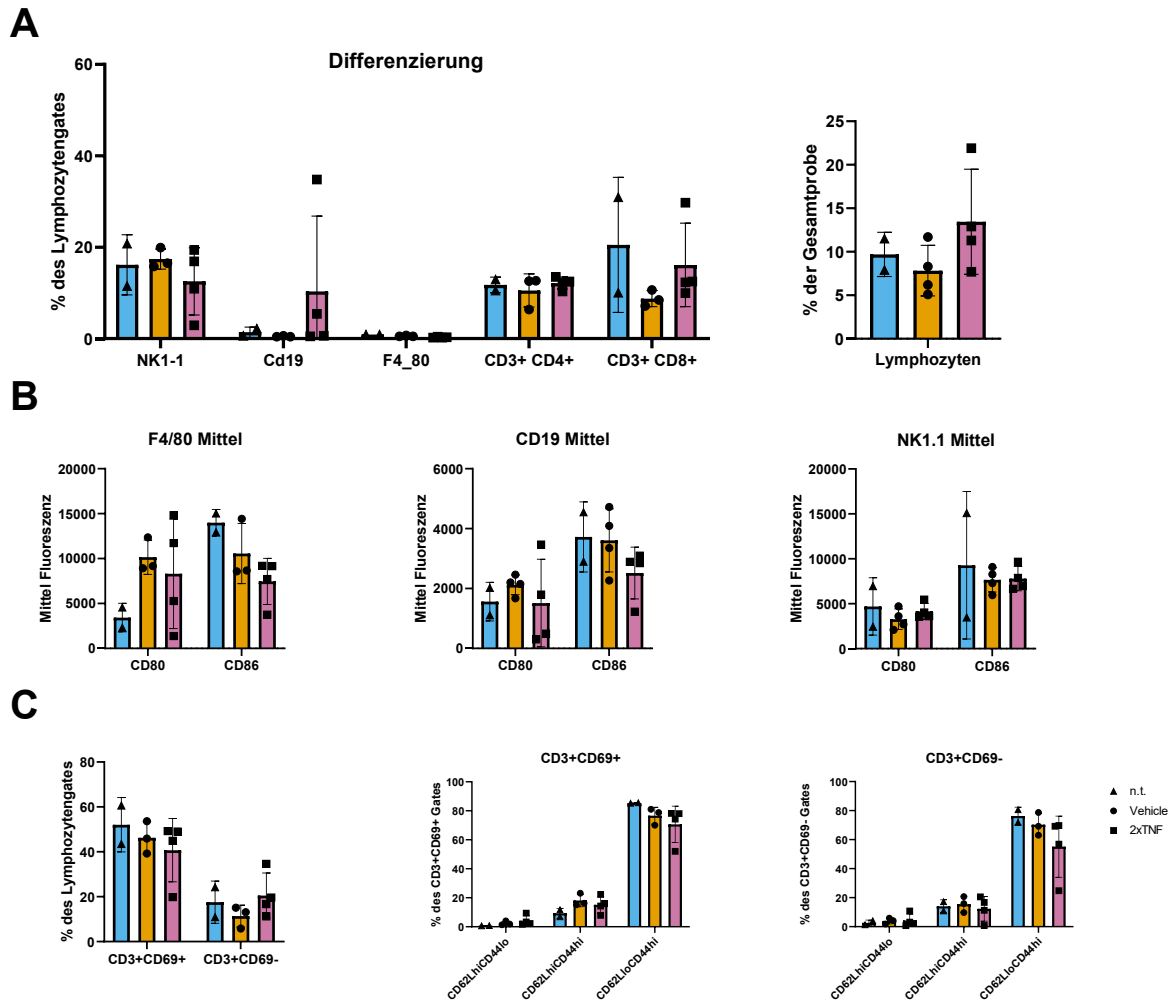 A
Differenzierung
% des Lymphozytengates
60
40
20
0
NK1-1
Cd19
F4_80
CD3+ CD4+
CD3+ CD8+
% der Gesamtprobe
25
20
15
10
5
0
Lymphozyten
B
F4/80 Mittel
Mittel Fluoreszenz
20000
15000
10000
5000
0
CD80
CD86
CD19 Mittel
Mittel Fluoreszenz
6000
4000
2000
0
CD80
CD86
NK1.1 Mittel
Mittel Fluoreszenz
20000
15000
10000
5000
0
CD80
CD86
C
% des Lymphozytengates
80
60
40
20
0
CD3+CD69+
CD3+CD69-
CD3+CD69+
% des CD3+CD69+ Gates
100
80
60
40
20
0
CD62LhiCD44lo
CD62LhiCD44hi
CD62LloCD44hi
CD3+CD69-
% des CD3+CD69- Gates
100
80
60
40
20
0
CD62LhiCD44lo
CD62LhiCD44hi
CD62LloCD44hi
n.t.
Vehicle
2xTNF